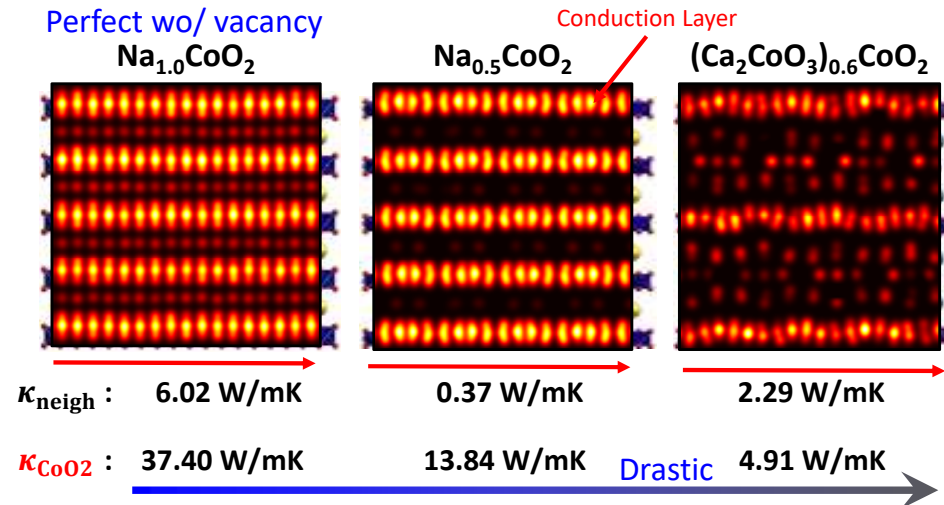 Perfect wo/ vacancy
Conduction Layer
Na₁.₀CoO₂ Na₀.₅CoO₂ (Ca₂CoO₃)₀.₆CoO₂
κneigh : 6.02 W/mK 0.37 W/mK 2.29 W/mK
κCoO2 : 37.40 W/mK 13.84 W/mK 4.91 W/mK
Drastic